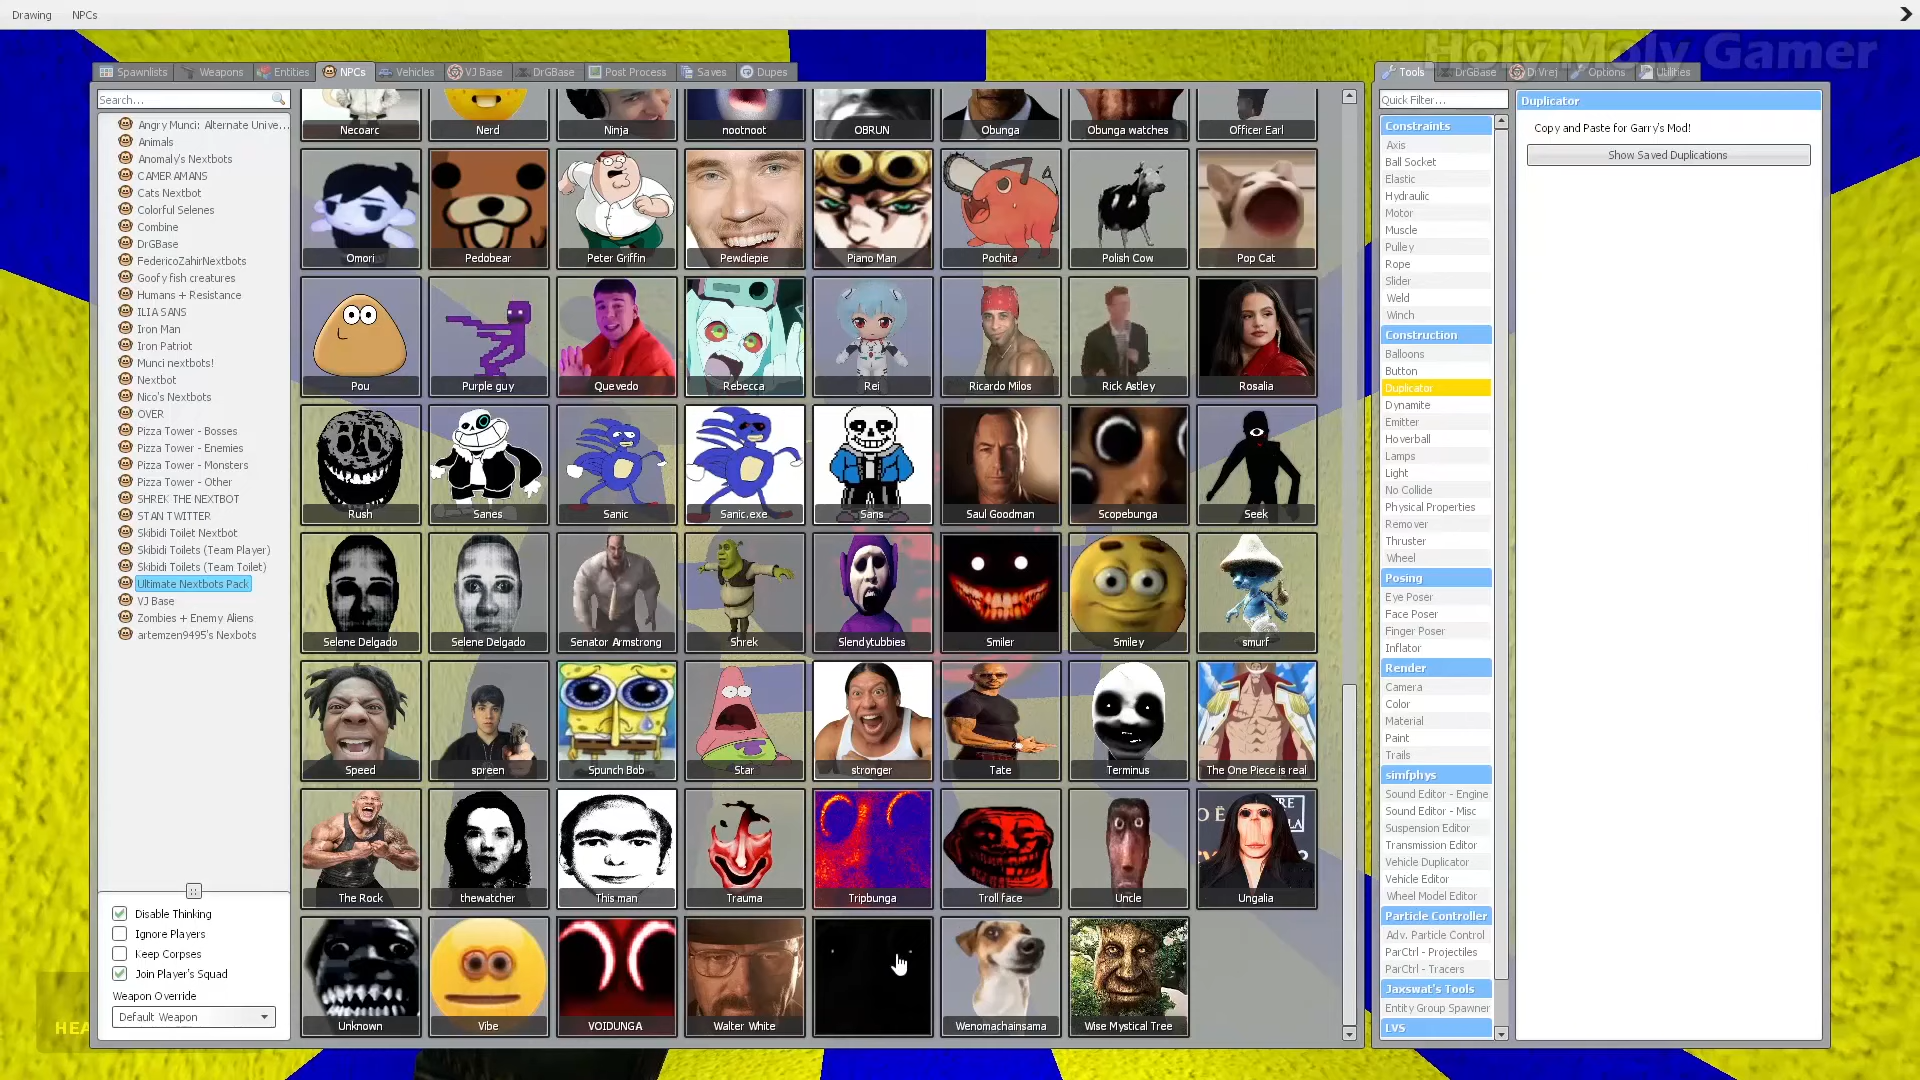 Drawing NPCs
Holy Moly Gamer
Spawnlists Weapons Entities NPCs Vehicles VJ Base DrGBase Post Process Saves Dupes
Tools DrGBase DrVrej Options Utilities
Search...
Angry Munci: Alternate Unive...
Animals
Anomaly's Nextbots
CAMERAMANS
Cats Nextbot
Colorful Selenes
Combine
DrGBase
FedericoZahirNextbots
Goofy fish creatures
Humans + Resistance
ILIA SANS
Iron Man
Iron Patriot
Munci nextbots!
Nextbot
Nico's Nextbots
OVER
Pizza Tower - Bosses
Pizza Tower - Enemies
Pizza Tower - Monsters
Pizza Tower - Other
SHREK THE NEXTBOT
STAN TWITTER
Skibidi Toilet Nextbot
Skibidi Toilets (Team Player)
Skibidi Toilets (Team Toilet)
Ultimate Nextbots Pack
VJ Base
Zombies + Enemy Aliens
artemzen9495's Nexbots
Disable Thinking
Ignore Players
Keep Corpses
Join Player's Squad
Weapon Override
Default Weapon
HEA
Necoarc Nerd Ninja nootnoot OBRUN Obunga Obunga watches Officer Earl
Omori Pedobear Peter Griffin Pewdiepie Piano Man Pochita Polish Cow Pop Cat
Pou Purple guy Quevedo Rebecca Rei Ricardo Milos Rick Astley Rosalia
Rush Sanes Sanic Sanic.exe Sans Saul Goodman Scopebunga Seek
Selene Delgado Selene Delgado Senator Armstrong Shrek Slendytubbies Smiler Smiley smurf
Speed spreen Spunch Bob Star stronger Tate Terminus The One Piece is real
The Rock thewatcher This man Trauma Tripbunga Troll face Uncle Ungalia
Unknown Vibe VOIDUNGA Walter White Wenomachainsama Wise Mystical Tree
Quick Filter...
Constraints
Axis
Ball Socket
Elastic
Hydraulic
Motor
Muscle
Pulley
Rope
Slider
Weld
Winch
Construction
Balloons
Button
Duplicator
Dynamite
Emitter
Hoverball
Lamps
Light
No Collide
Physical Properties
Remover
Thruster
Wheel
Posing
Eye Poser
Face Poser
Finger Poser
Inflator
Render
Camera
Color
Material
Paint
Trails
simfphys
Sound Editor - Engine
Sound Editor - Misc
Suspension Editor
Transmission Editor
Vehicle Duplicator
Vehicle Editor
Wheel Model Editor
Particle Controller
Adv. Particle Control
ParCtrl - Projectiles
ParCtrl - Tracers
Jaxswat's Tools
Entity Group Spawner
LVS
Duplicator
Copy and Paste for Garry's Mod!
Show Saved Duplications